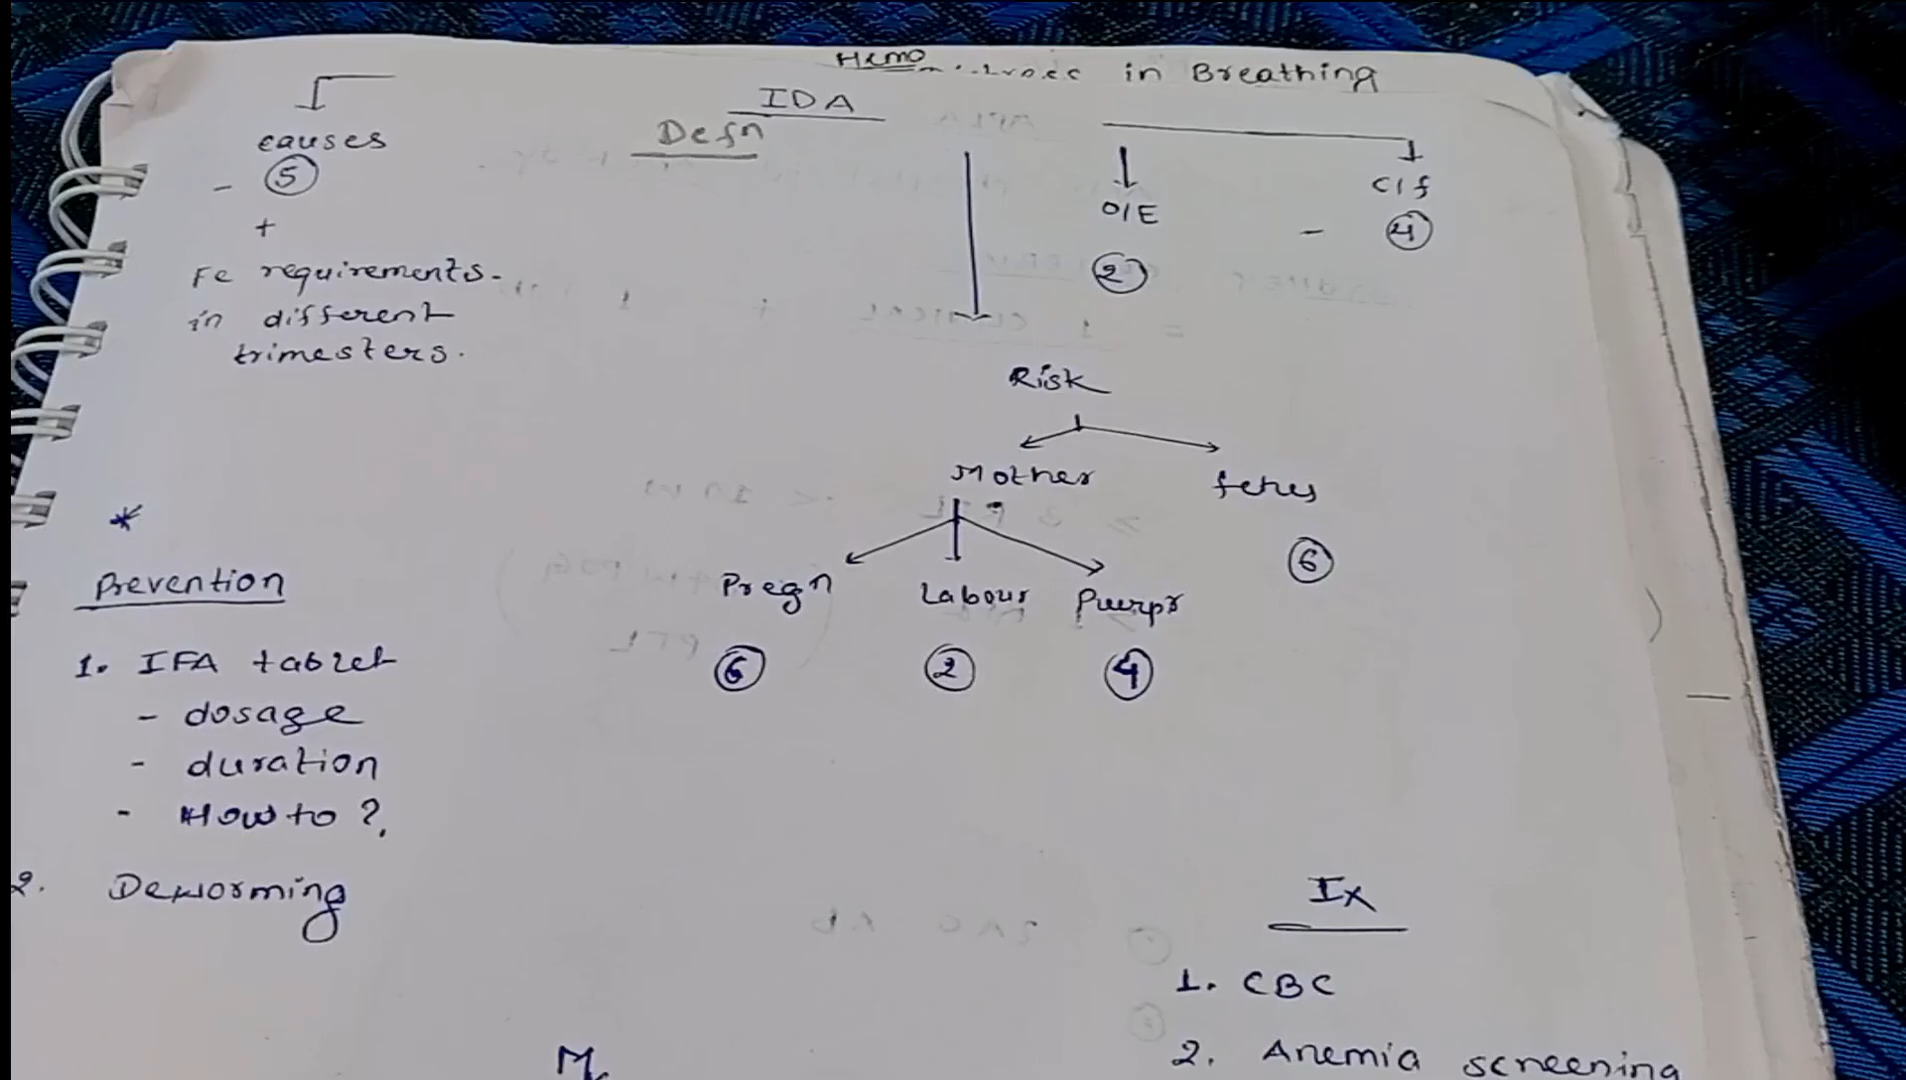 Hemo in Breathing
IDA
Defn
causes
5
+
Fe requirements.
in different
trimesters.
O/E
2
C/f
4
Risk
Mother
fetus
6
Pregn
Labour
Puerpr
6
2
4
*
Prevention
1. IFA tablet
- dosage
- duration
- How to ?
2. Deworming
Ix
1. CBC
2. Anemia screening
M